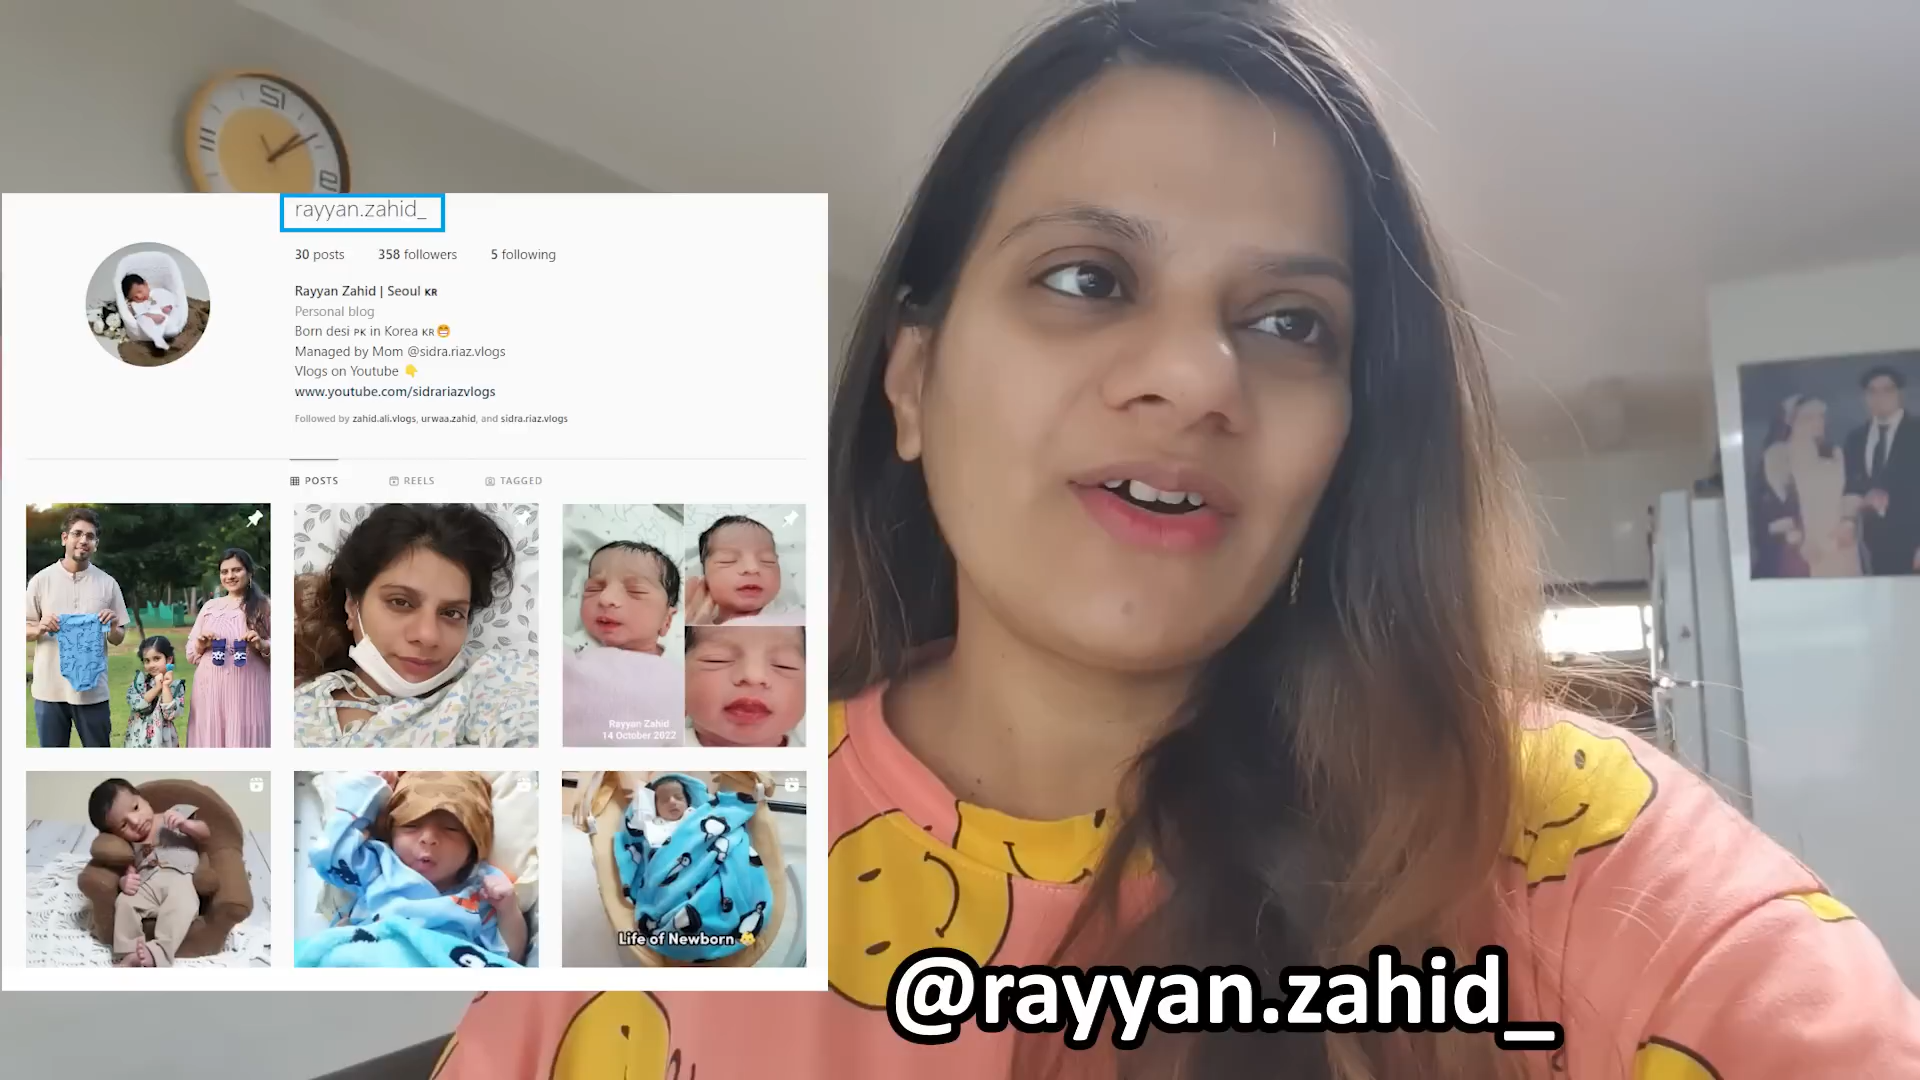 rayyan.zahid_
30 posts 358 followers 5 following
Rayyan Zahid | Seoul KR
Personal blog
Born desi PK in Korea KR😁
Managed by Mom @sidra.riaz.vlogs
Vlogs on Youtube 👇
www.youtube.com/sidrariazvlogs
Followed by zahid.ali.vlogs, urwaa.zahid, and sidra.riaz.vlogs
POSTS REELS TAGGED
Rayyan Zahid
14 October 2022
Life of Newborn 👶
@rayyan.zahid_